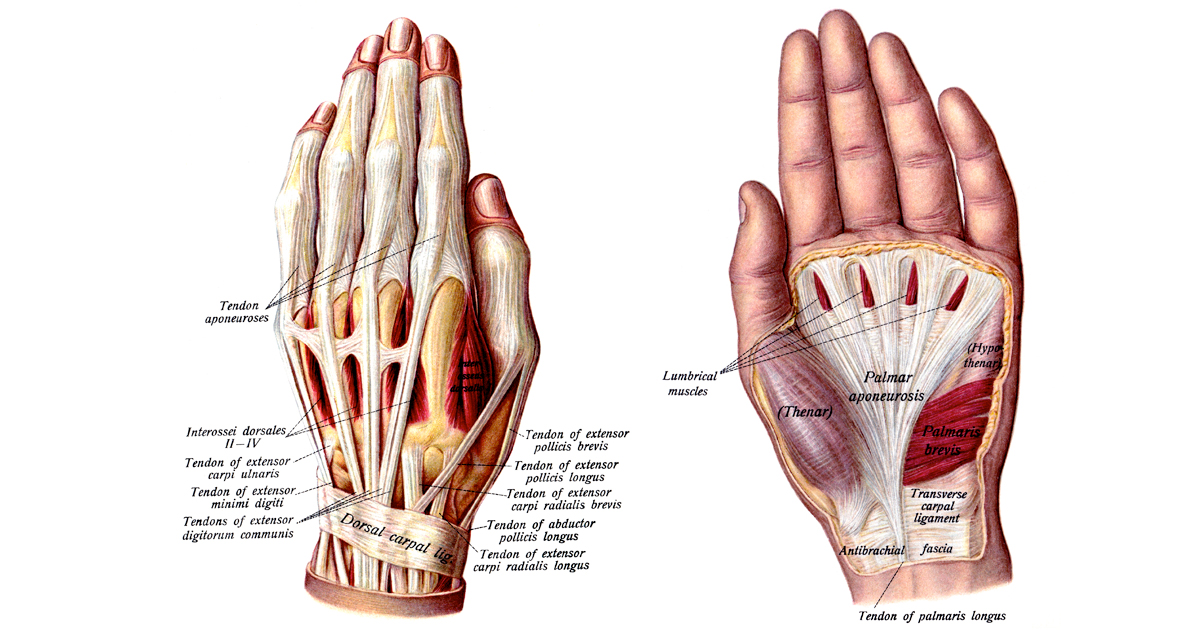 Tendon
aponeuroses
Interossei dorsales
II—IV
Tendon of extensor
carpi ulnaris
Tendon of extensor
minimi digiti
Tendons of extensor
digitorum communis
Dorsal carpal lig.
Tendon of extensor
pollicis brevis
Tendon of extensor
pollicis longus
Tendon of extensor
carpi radialis brevis
Tendon of abductor
pollicis longus
Tendon of extensor
carpi radialis longus
Lumbrical
muscles
(Thenar)
Palmar
aponeurosis
(Hypo-
thenar)
Palmaris
brevis
Transverse
carpal
ligament
Antibrachial fascia
Tendon of palmaris longus